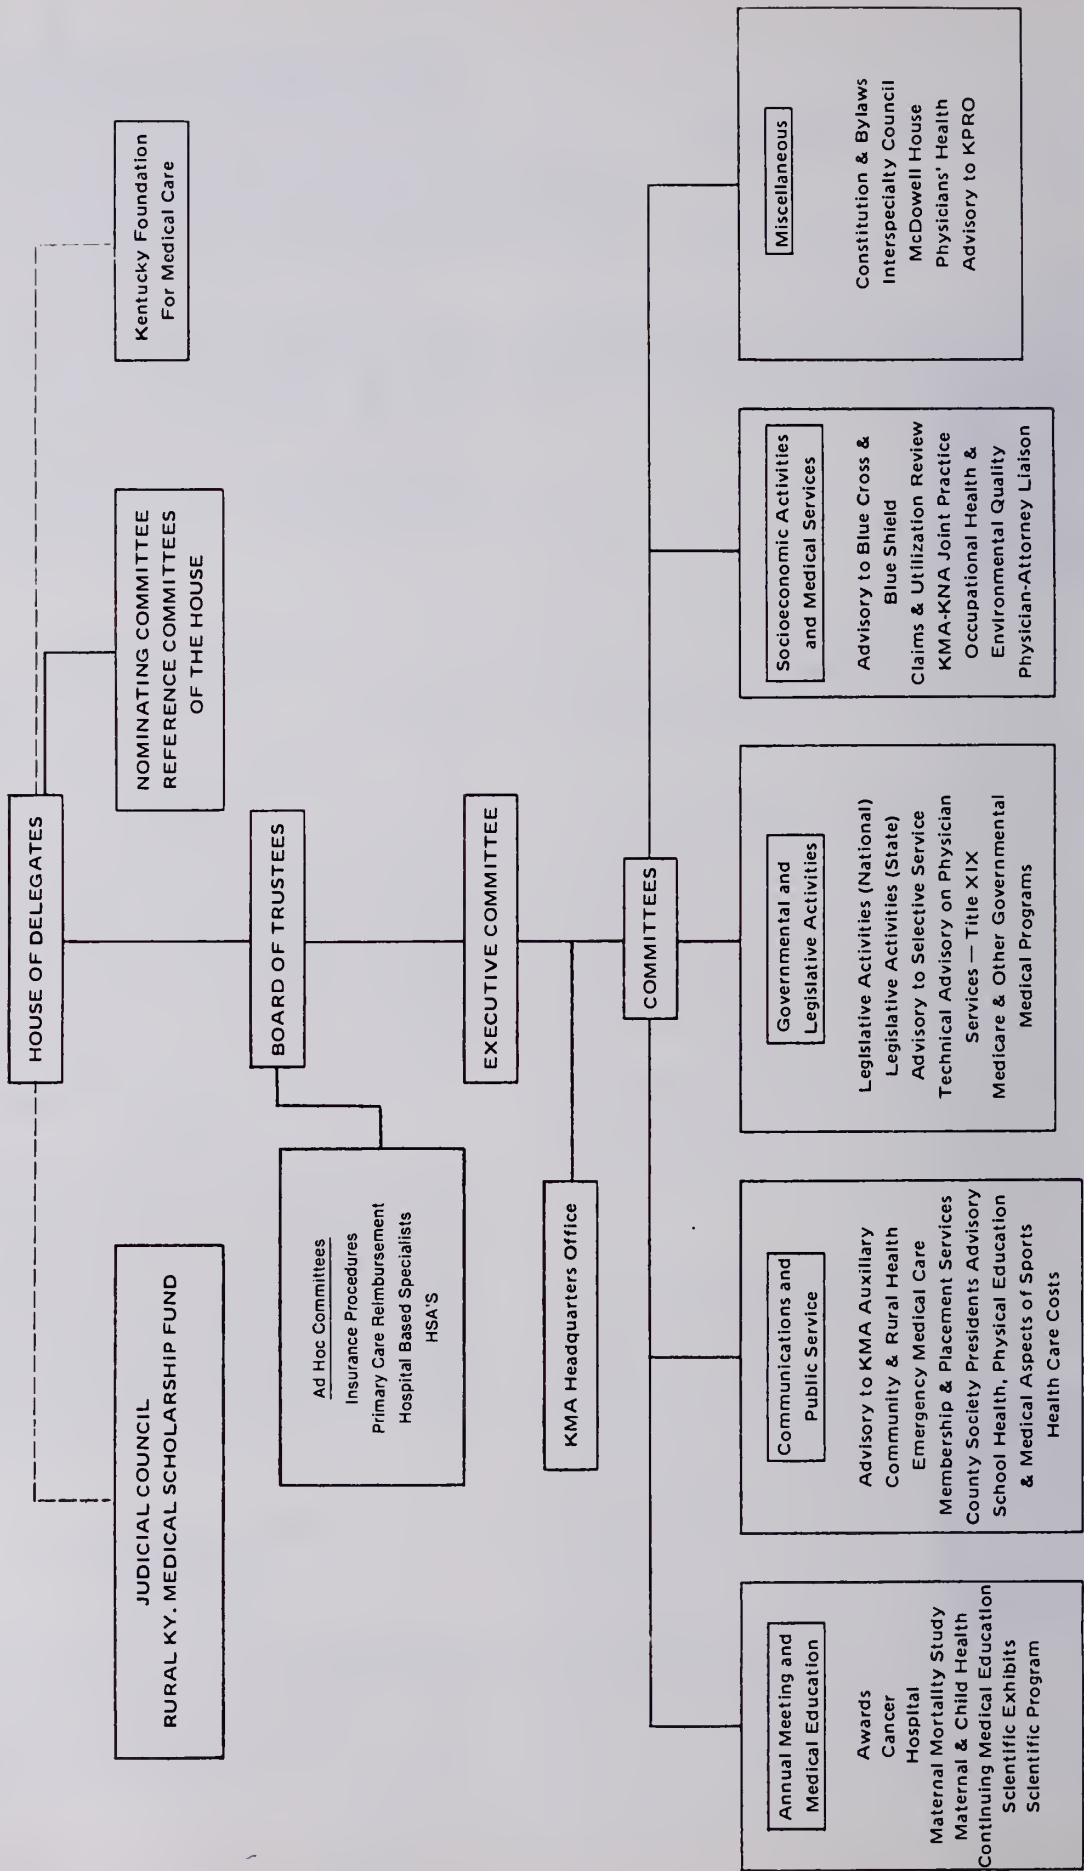 HOUSE OF DELEGATES
JUDICIAL COUNCIL
RURAL KY. MEDICAL SCHOLARSHIP FUND
NOMINATING COMMITTEE
REFERENCE COMMITTEES
OF THE HOUSE
Kentucky Foundation
For Medical Care
BOARD OF TRUSTEES
Ad Hoc Committees
Insurance Procedures
Primary Care Reimbursement
Hospital Based Specialists
HSA'S
EXECUTIVE COMMITTEE
KMA Headquarters Office
COMMITTEES
Annual Meeting and
Medical Education
Awards
Cancer
Hospital
Maternal Mortality Study
Maternal & Child Health
Continuing Medical Education
Scientific Exhibits
Scientific Program
Communications and
Public Service
Advisory to KMA Auxiliary
Community & Rural Health
Emergency Medical Care
Membership & Placement Services
County Society Presidents Advisory
School Health, Physical Education
& Medical Aspects of Sports
Health Care Costs
Governmental and
Legislative Activities
Legislative Activities (National)
Legislative Activities (State)
Advisory to Selective Service
Technical Advisory on Physician
Services — Title XIX
Medicare & Other Governmental
Medical Programs
Socioeconomic Activities
and Medical Services
Advisory to Blue Cross &
Blue Shield
Claims & Utilization Review
KMA-KNA Joint Practice
Occupational Health &
Environmental Quality
Physician-Attorney Liaison
Miscellaneous
Constitution & Bylaws
Interspecialty Council
McDowell House
Physicians' Health
Advisory to KPRO